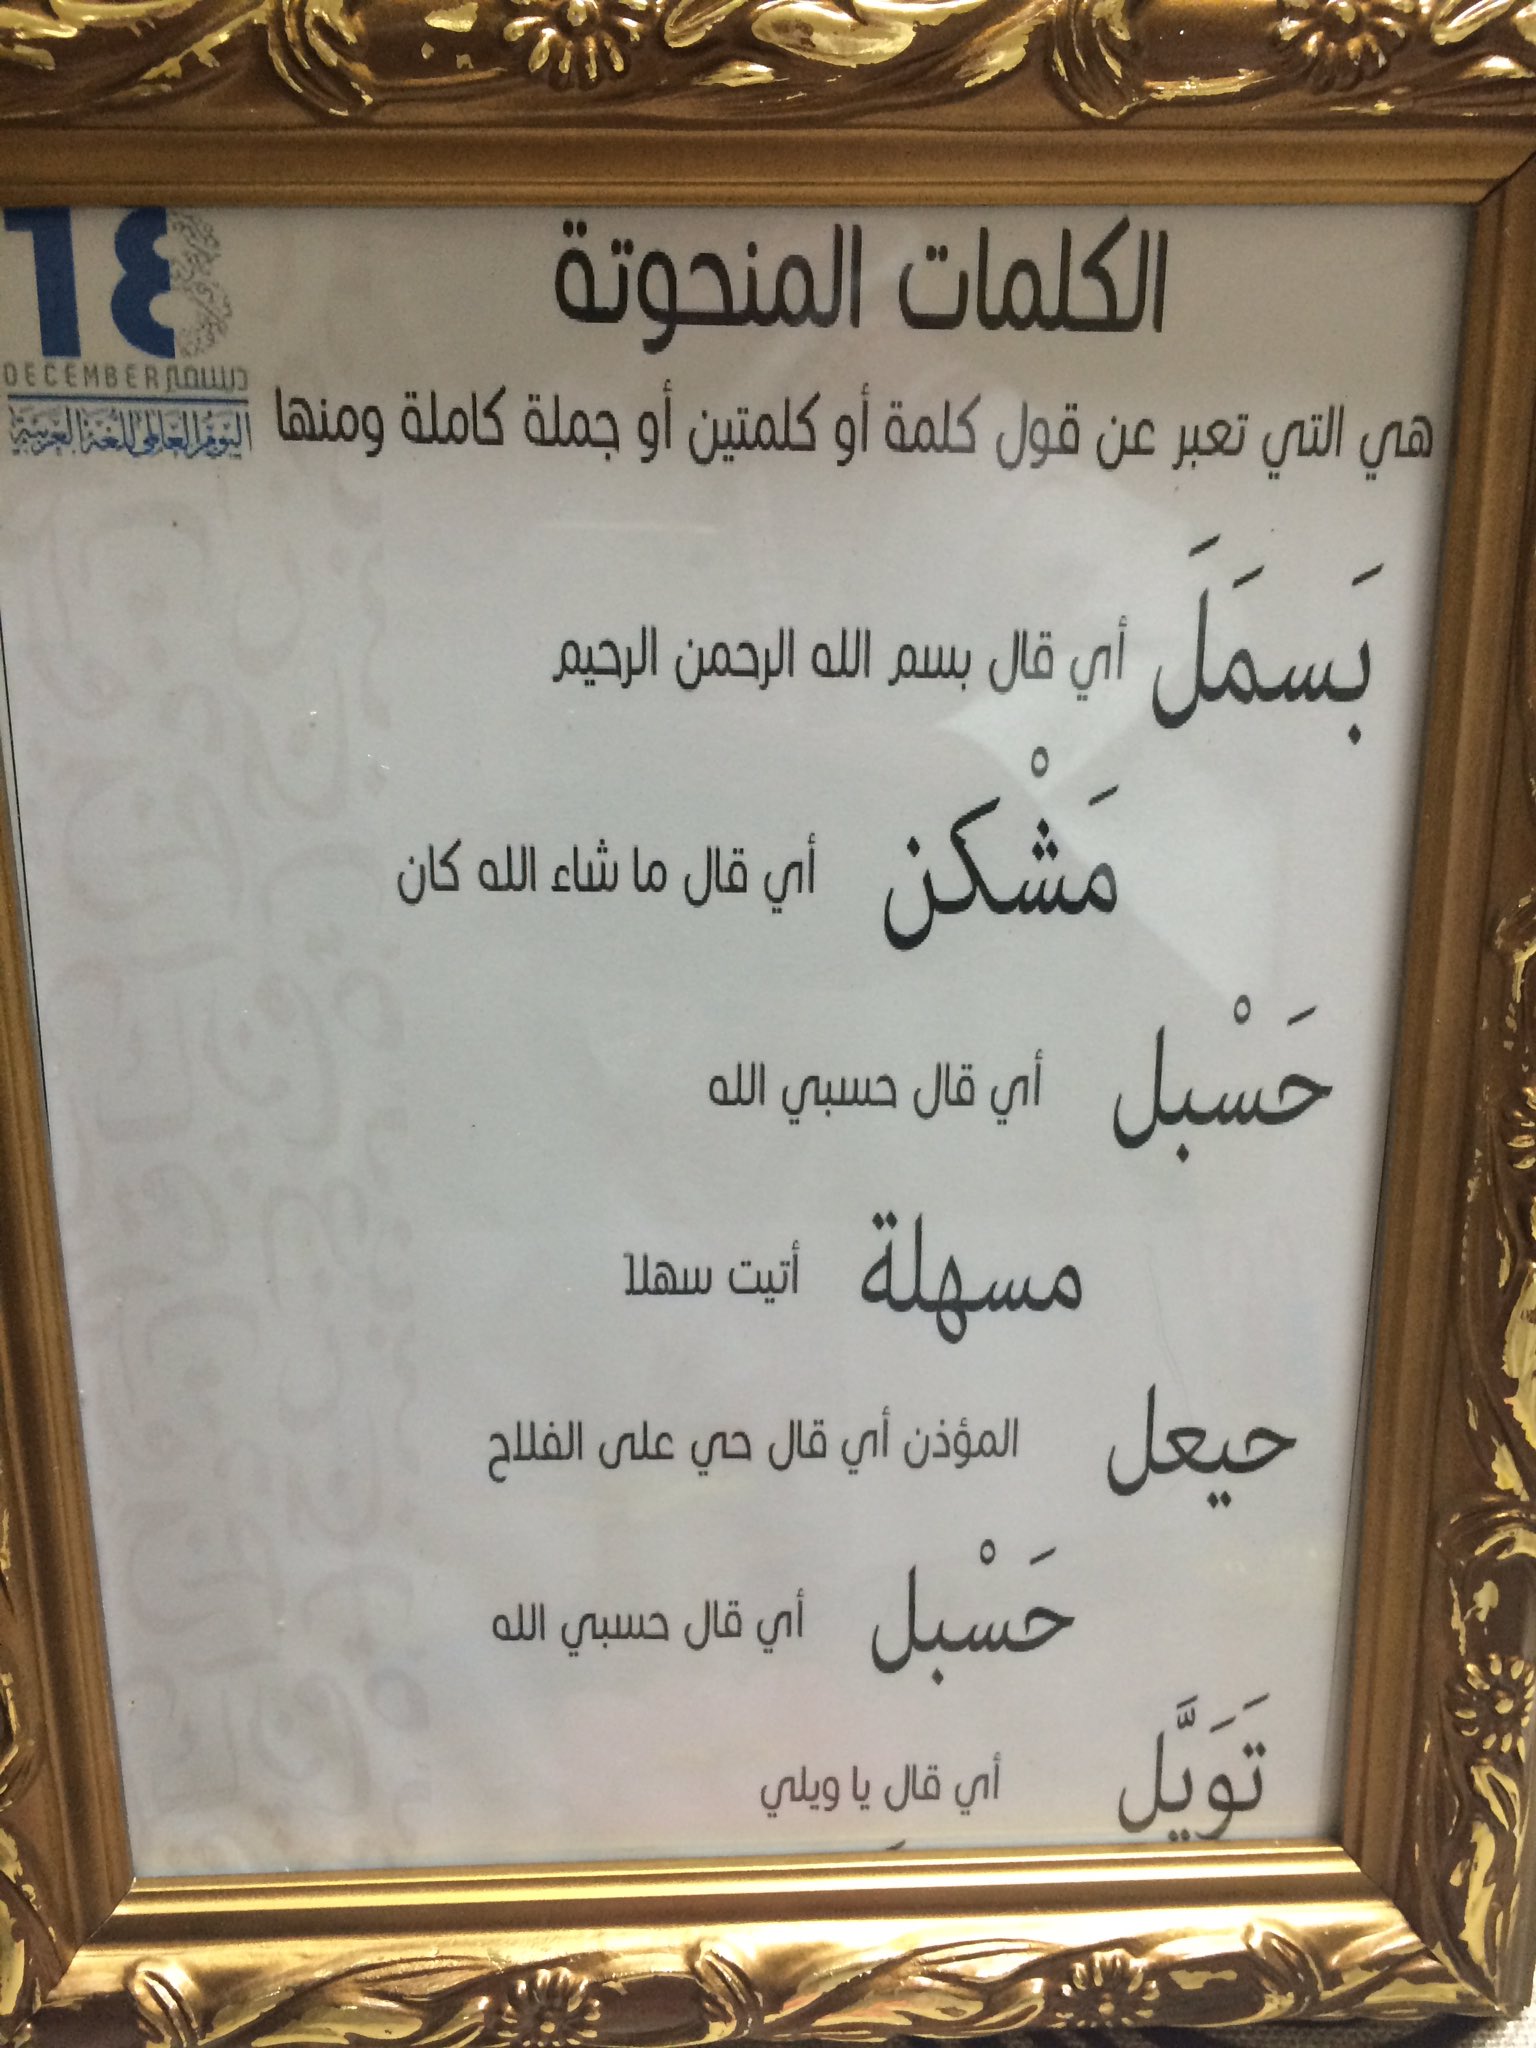 الكلمات المنحوتة
18
DECEMBER ديسمبر
اليوم العالمي للغة العربية
هي التي تعبر عن قول كلمة أو كلمتين أو جملة كاملة ومنها
بَسمَلَ أي قال بسم الله الرحمن الرحيم
مَشْكن أي قال ما شاء الله كان
حَسْبل أي قال حسبي الله
مسهلة أتيت سهلا
حيعل المؤذن أي قال حي على الفلاح
حَسْبل أي قال حسبي الله
تَوَيَّل أي قال يا ويلي